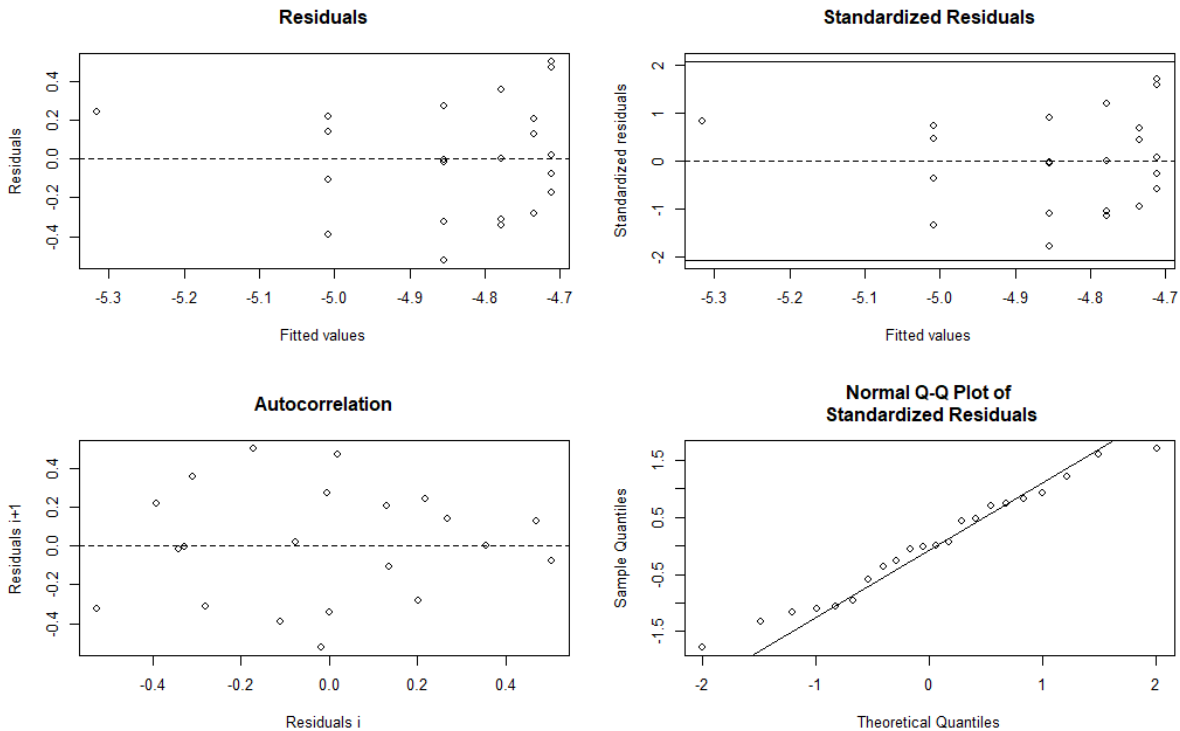 Residuals
Residuals
0.4
0.2
0.0
-0.2
-0.4
-5.3 -5.2 -5.1 -5.0 -4.9 -4.8 -4.7
Fitted values
Standardized Residuals
Standardized residuals
2
1
0
-1
-2
-5.3 -5.2 -5.1 -5.0 -4.9 -4.8 -4.7
Fitted values
Autocorrelation
Residuals i+1
0.4
0.2
0.0
-0.2
-0.4
-0.4 -0.2 0.0 0.2 0.4
Residuals i
Normal Q-Q Plot of
Standardized Residuals
Sample Quantiles
1.5
0.5
-0.5
-1.5
-2 -1 0 1 2
Theoretical Quantiles